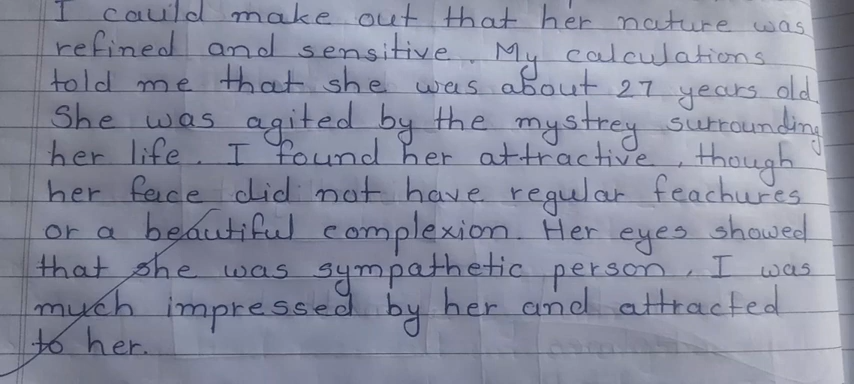 I could make out that her nature was
refined and sensitive. My calculations
told me that she was about 27 years old.
She was agited by the mystrey surrounding
her life. I found her attractive, though
her face did not have regular feachures
or a beautiful complexion. Her eyes showed
that she was sympathetic person. I was
much impressed by her and attracted
to her.